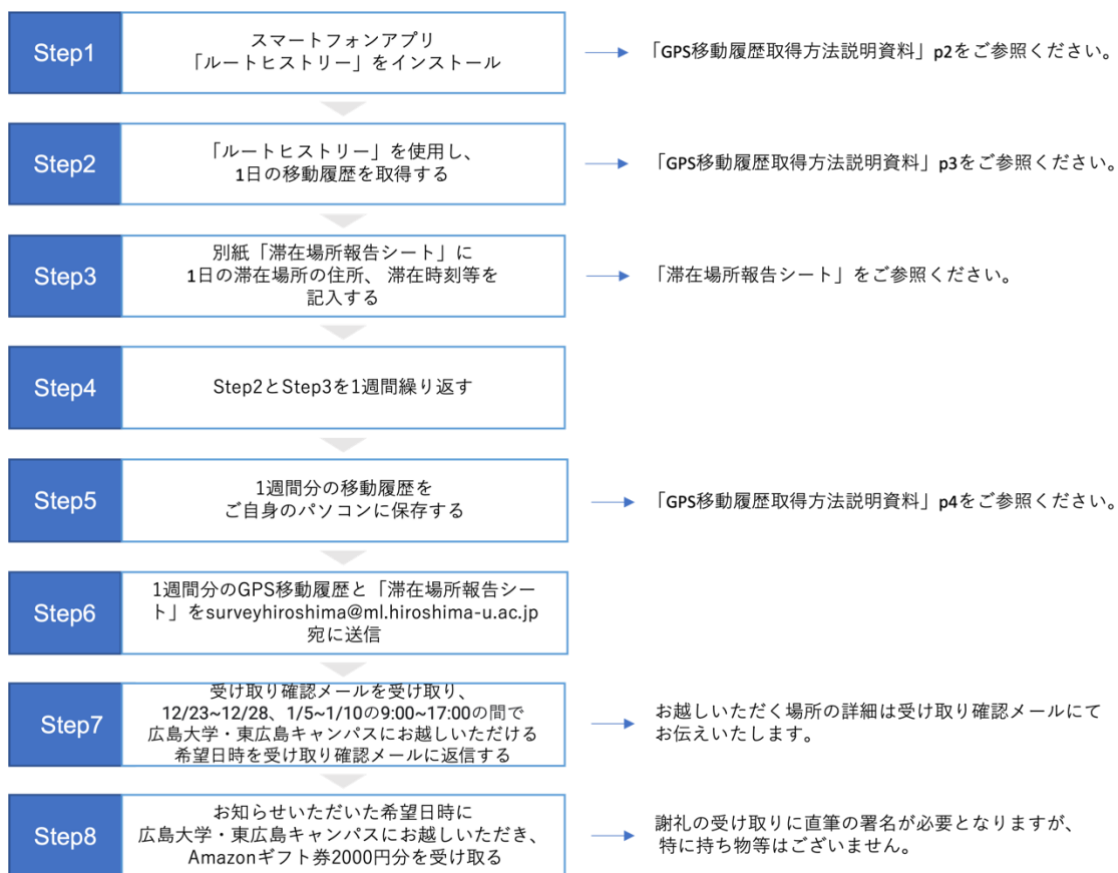 Step1
スマートフォンアプリ
「ルートヒストリー」をインストール
「GPS移動履歴取得方法説明資料」p2をご参照ください。
Step2
「ルートヒストリー」を使用し、
1日の移動履歴を取得する
「GPS移動履歴取得方法説明資料」p3をご参照ください。
Step3
別紙「滞在場所報告シート」に
1日の滞在場所の住所、滞在時刻等を
記入する
「滞在場所報告シート」をご参照ください。
Step4
Step2とStep3を1週間繰り返す
Step5
1週間分の移動履歴を
ご自身のパソコンに保存する
「GPS移動履歴取得方法説明資料」p4をご参照ください。
Step6
1週間分のGPS移動履歴と「滞在場所報告シー
ト」をsurveyhiroshima@ml.hiroshima-u.ac.jp
宛に送信
Step7
受け取り確認メールを受け取り、
12/23~12/28、1/5~1/10の9:00~17:00の間で
広島大学・東広島キャンパスにお越しいただける
希望日時を受け取り確認メールに返信する
お越しいただく場所の詳細は受け取り確認メールにて
お伝えいたします。
Step8
お知らせいただいた希望日時に
広島大学・東広島キャンパスにお越しいただき、
Amazonギフト券2000円分を受け取る
謝礼の受け取りに直筆の署名が必要となりますが、
特に持ち物等はございません。